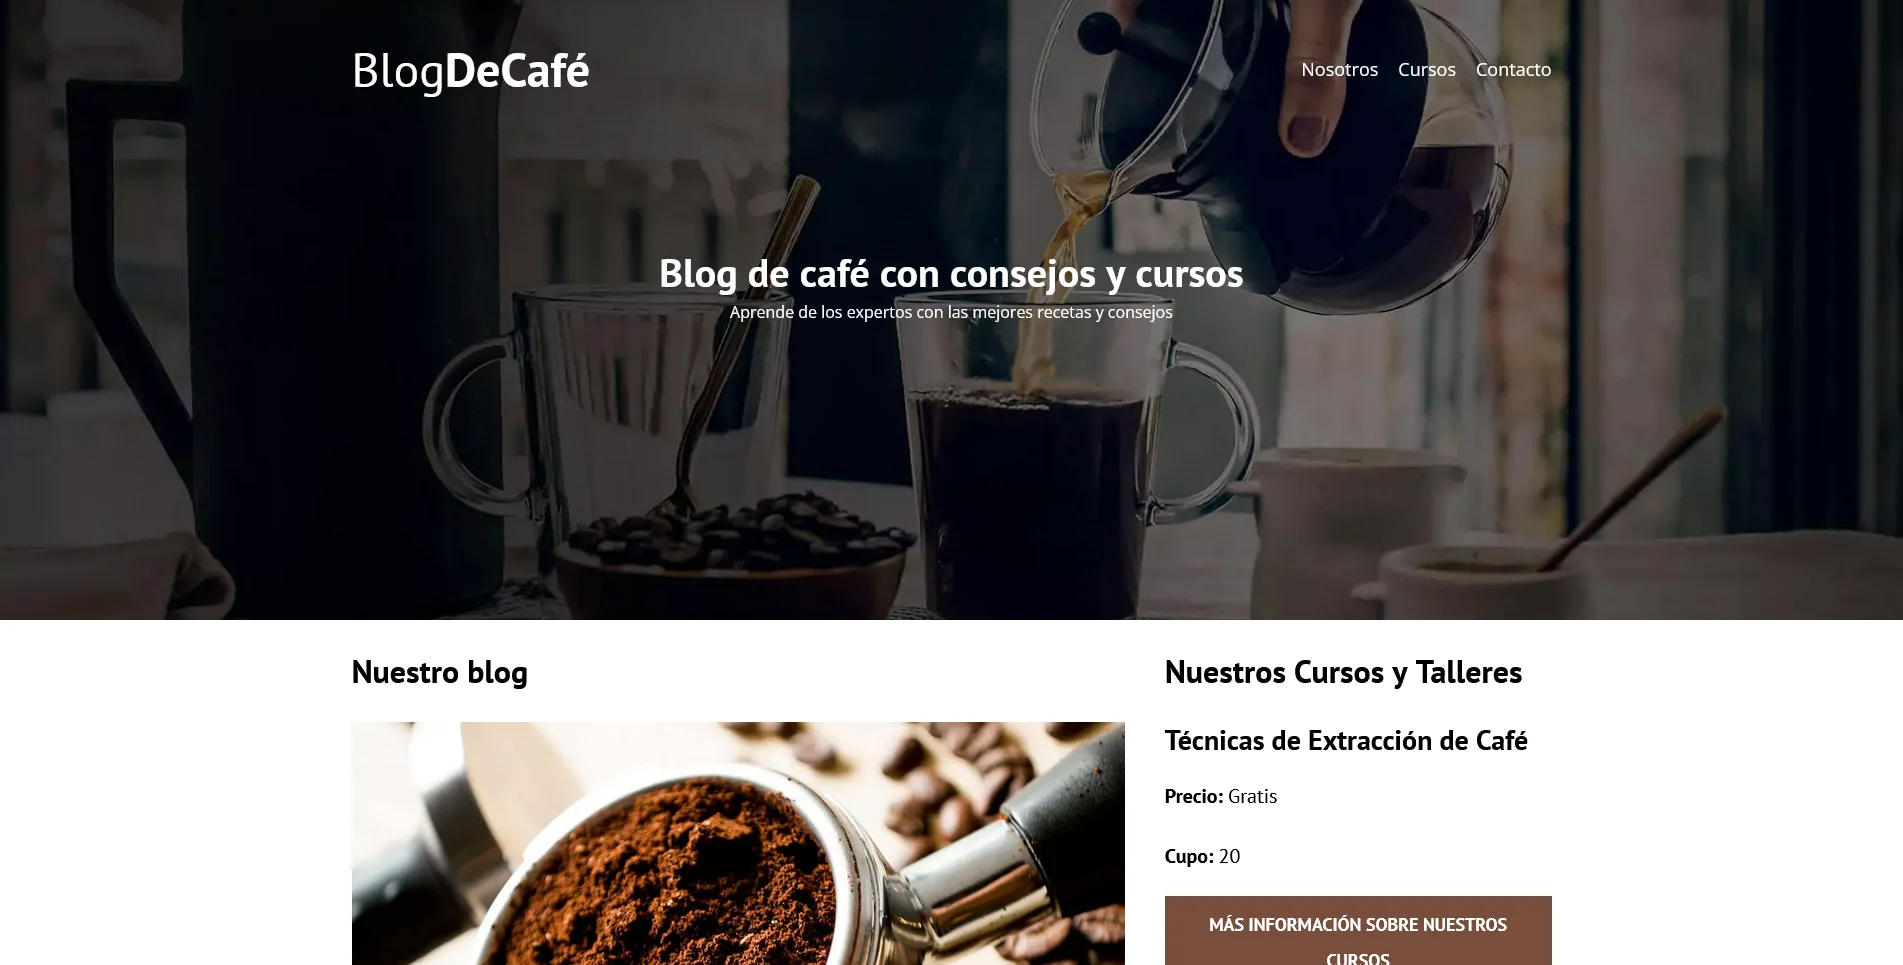 BlogDeCafé
Nosotros Cursos Contacto
Blog de café con consejos y cursos
Aprende de los expertos con las mejores recetas y consejos
Nuestro blog
Nuestros Cursos y Talleres
Técnicas de Extracción de Café
Precio: Gratis
Cupo: 20
MÁS INFORMACIÓN SOBRE NUESTROS
CURSOS